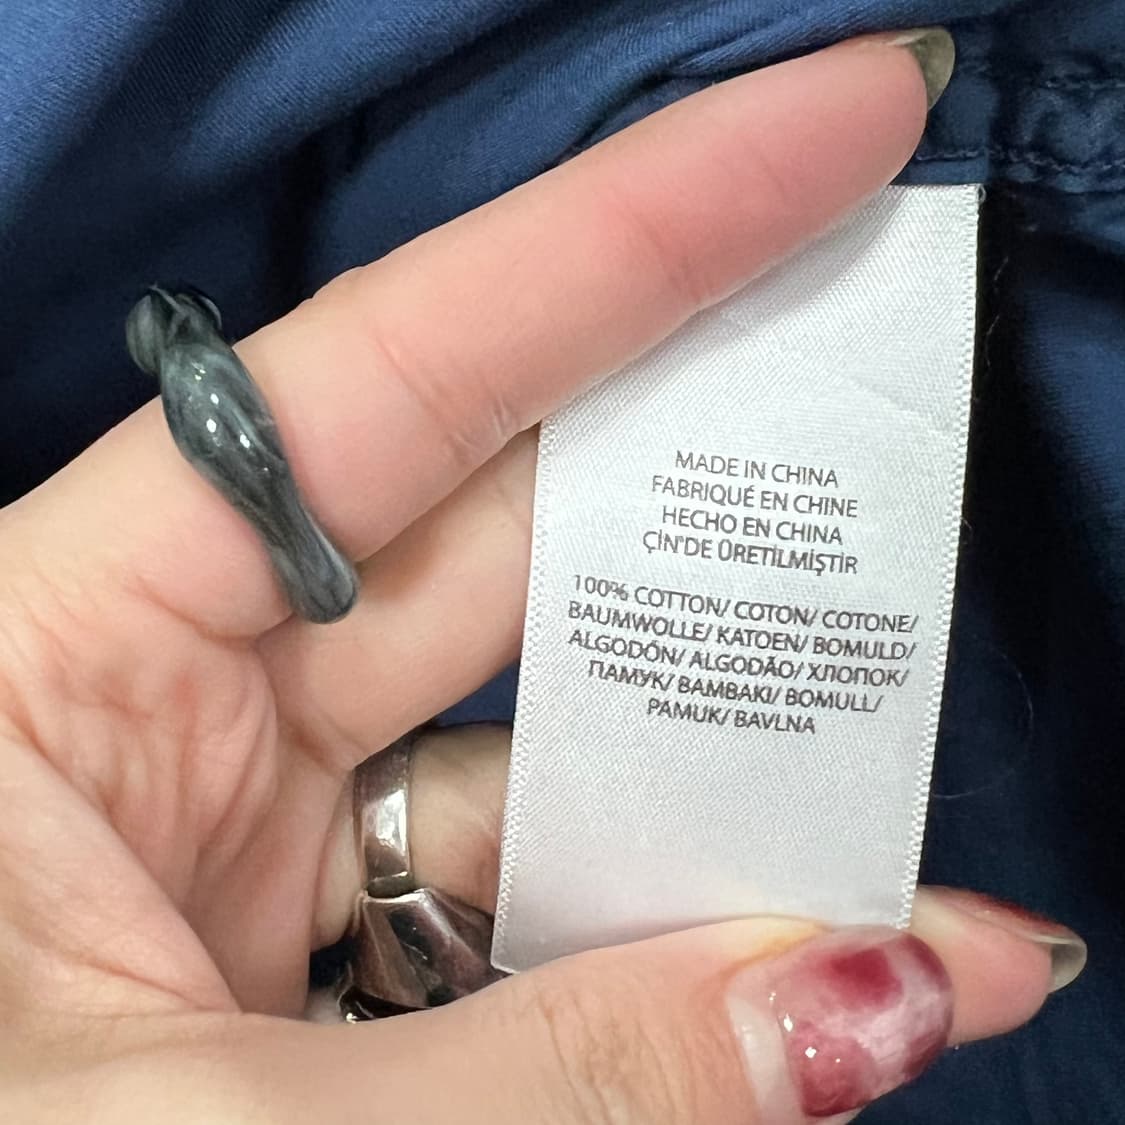 MADE IN CHINA
FABRIQUÉ EN CHINE
HECHO EN CHINA
ÇİN'DE ÜRETİLMİŞTİR
100% COTTON/ COTON/ COTONE/
BAUMWOLLE/ KATOEN/ BOMULD/
ALGODÓN/ ALGODÃO/ ХЛОПОК/
ПАМУК/ BAMBAKI/ BOMULL/
PAMUK/ BAVLNA